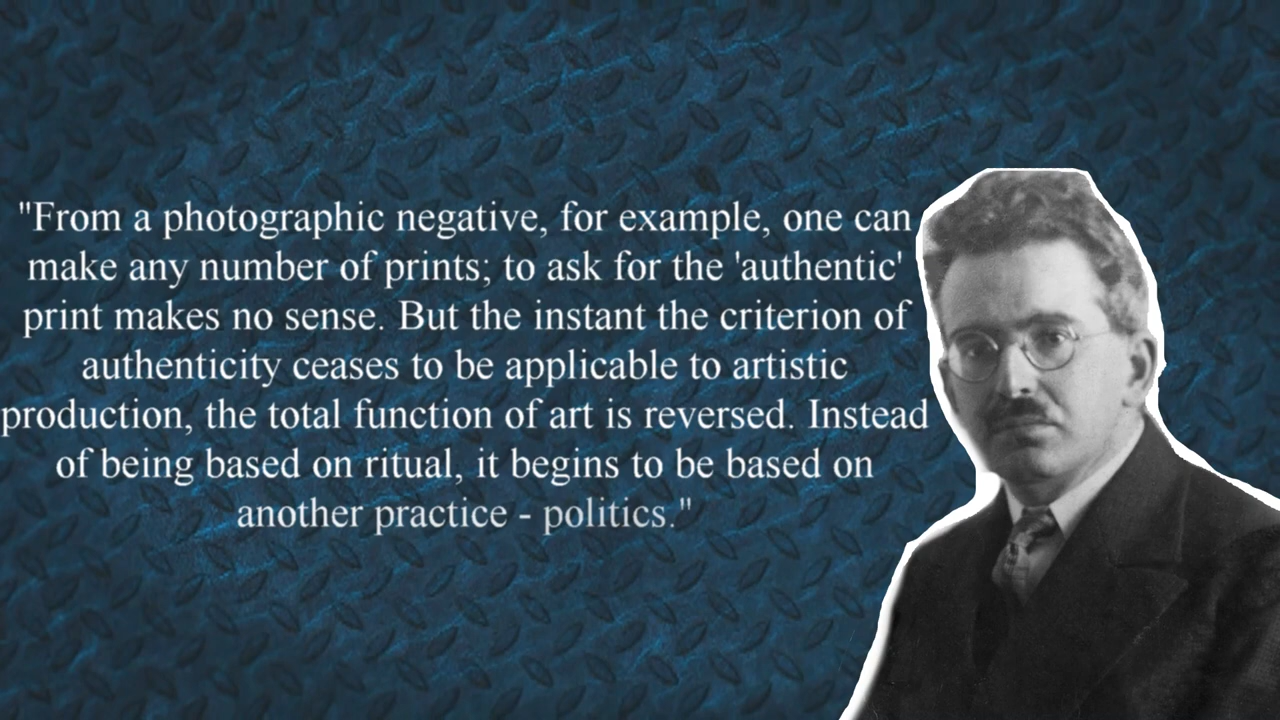 "From a photographic negative, for example, one can
make any number of prints; to ask for the 'authentic'
print makes no sense. But the instant the criterion of
authenticity ceases to be applicable to artistic
production, the total function of art is reversed. Instead
of being based on ritual, it begins to be based on
another practice - politics."